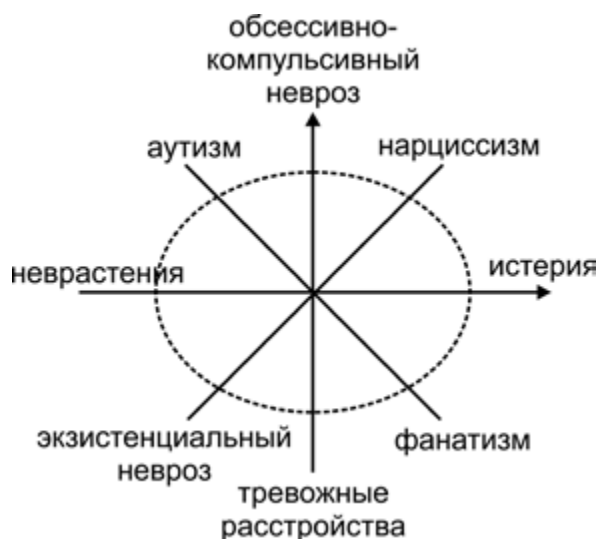 обсессивно-
компульсивный
невроз
аутизм
нарциссизм
неврастения
истерия
экзистенциальный
невроз
фанатизм
тревожные
расстройства